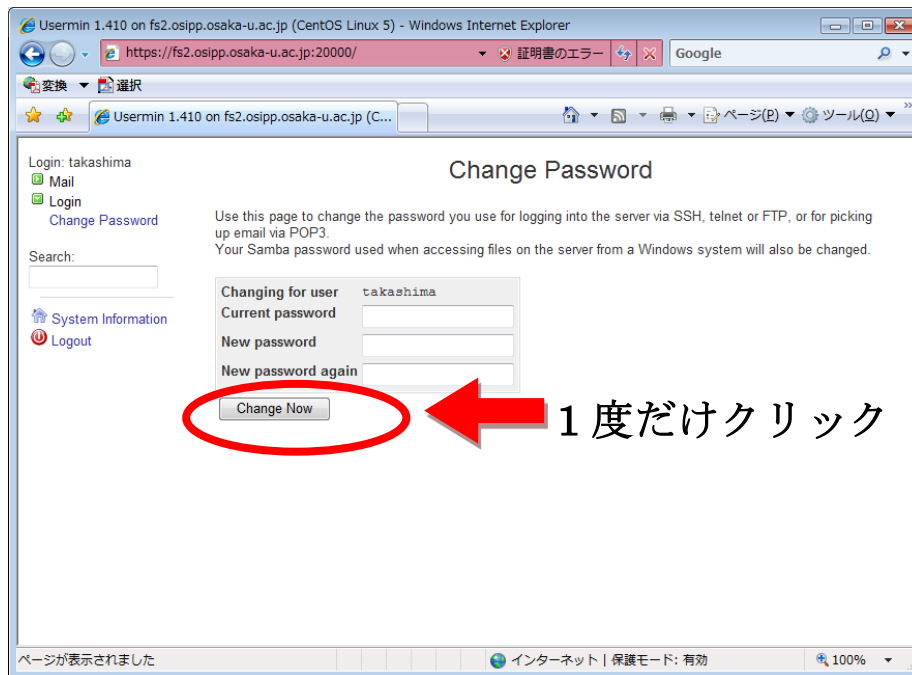 Usermin 1.410 on fs2.osipp.osaka-u.ac.jp (CentOS Linux 5) - Windows Internet Explorer
https://fs2.osipp.osaka-u.ac.jp:20000/ 証明書のエラー Google
変換 選択
Usermin 1.410 on fs2.osipp.osaka-u.ac.jp (C... ページ(P) ツール(O) »
Login: takashima
Mail
Login
Change Password
Search:
System Information
Logout
Change Password
Use this page to change the password you use for logging into the server via SSH, telnet or FTP, or for picking
up email via POP3.
Your Samba password used when accessing files on the server from a Windows system will also be changed.
Changing for user takashima
Current password
New password
New password again
Change Now
１度だけクリック
ページが表示されました インターネット | 保護モード: 有効 100%